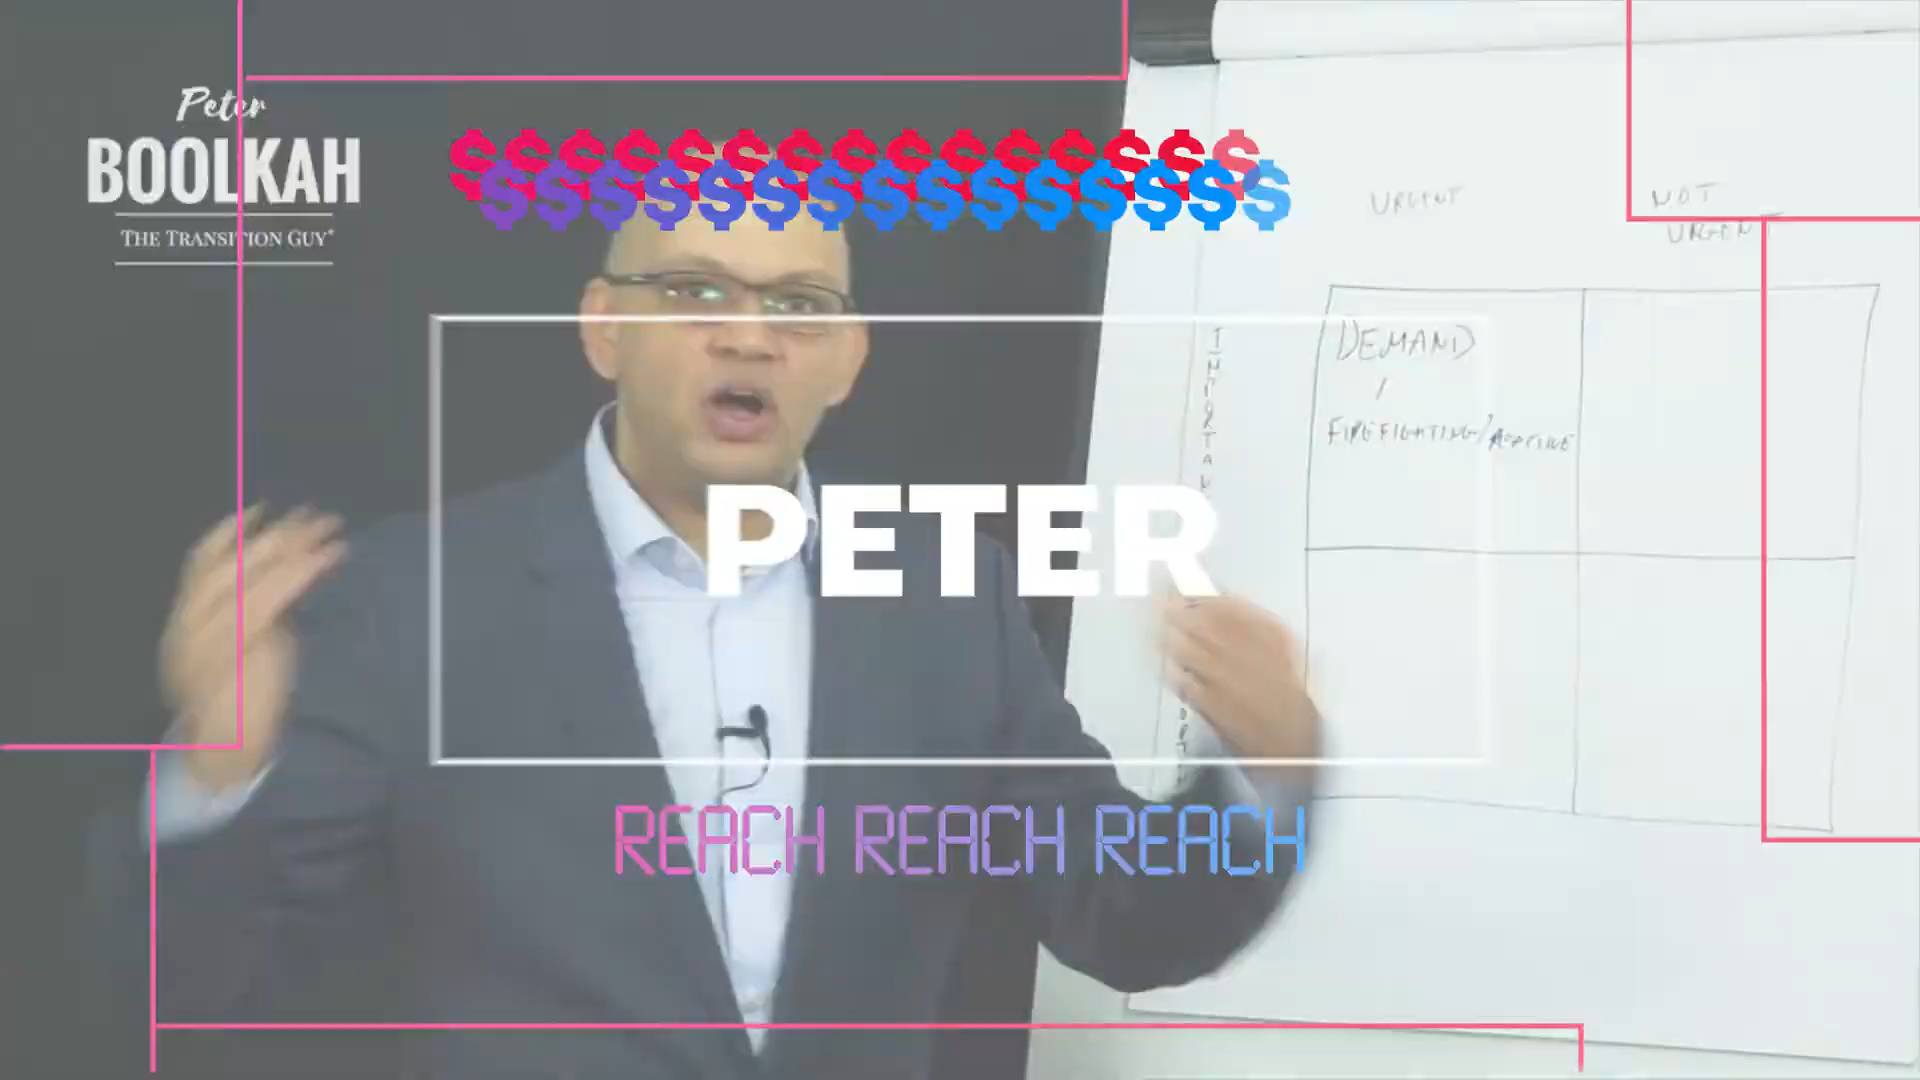 Peter
BOOLKAH
THE TRANSITION GUY®
$$$$$$$$$$$$$$$
$$$$$$$$$$$$$$$
URGENT
NOT
URGENT
DEMAND
/
FIREFIGHTING/
PETER
REACH REACH REACH